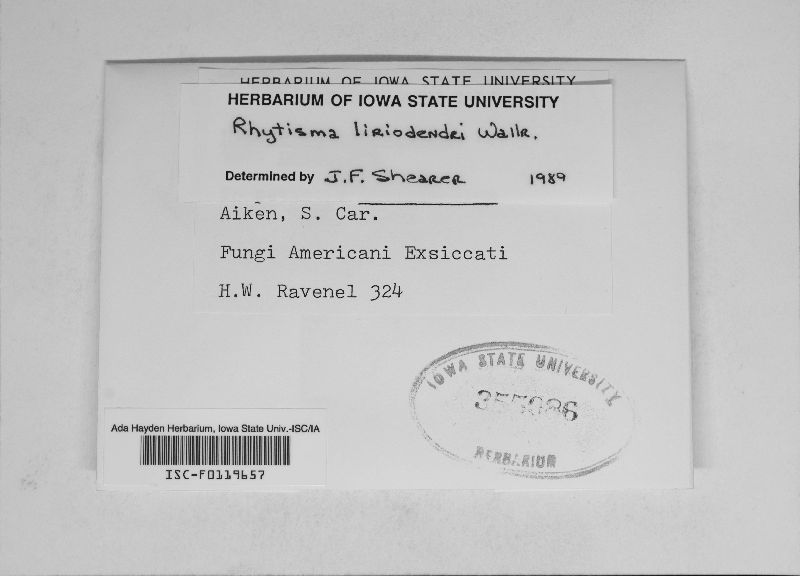 HERBARIUM OF IOWA STATE UNIVERSITY
HERBARIUM OF IOWA STATE UNIVERSITY
Rhytisma liriodendri Wallr.
Determined by J.F. Shearer 1989
Aiken, S. Car.
Fungi Americani Exsiccati
H.W. Ravenel 324
IOWA STATE UNIVERSITY
HERBARIUM
Ada Hayden Herbarium, Iowa State Univ.-ISC/IA
ISC-F0119657